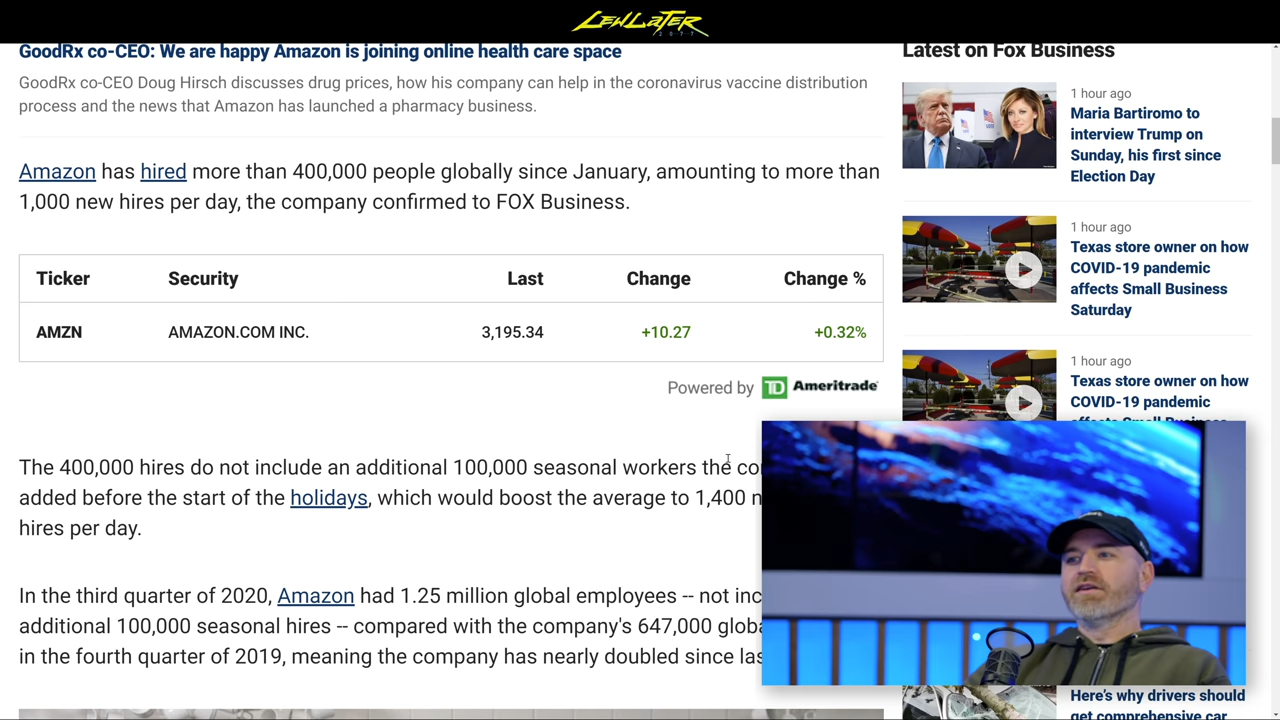 LEWLATER
2077
GoodRx co-CEO: We are happy Amazon is joining online health care space
GoodRx co-CEO Doug Hirsch discusses drug prices, how his company can help in the coronavirus vaccine distribution
process and the news that Amazon has launched a pharmacy business.
Amazon has hired more than 400,000 people globally since January, amounting to more than
1,000 new hires per day, the company confirmed to FOX Business.
Ticker Security Last Change Change %
AMZN AMAZON.COM INC. 3,195.34 +10.27 +0.32%
Powered by TD Ameritrade
The 400,000 hires do not include an additional 100,000 seasonal workers the
added before the start of the holidays, which would boost the average to 1,400
hires per day.
In the third quarter of 2020, Amazon had 1.25 million global employees -- not
additional 100,000 seasonal hires -- compared with the company's 647,000
in the fourth quarter of 2019, meaning the company has nearly doubled since
Latest on Fox Business
1 hour ago
Maria Bartiromo to
interview Trump on
Sunday, his first since
Election Day
1 hour ago
Texas store owner on how
COVID-19 pandemic
affects Small Business
Saturday
1 hour ago
Texas store owner on how
COVID-19 pandemic
affects Small Business
Here's why drivers should
get comprehensive car